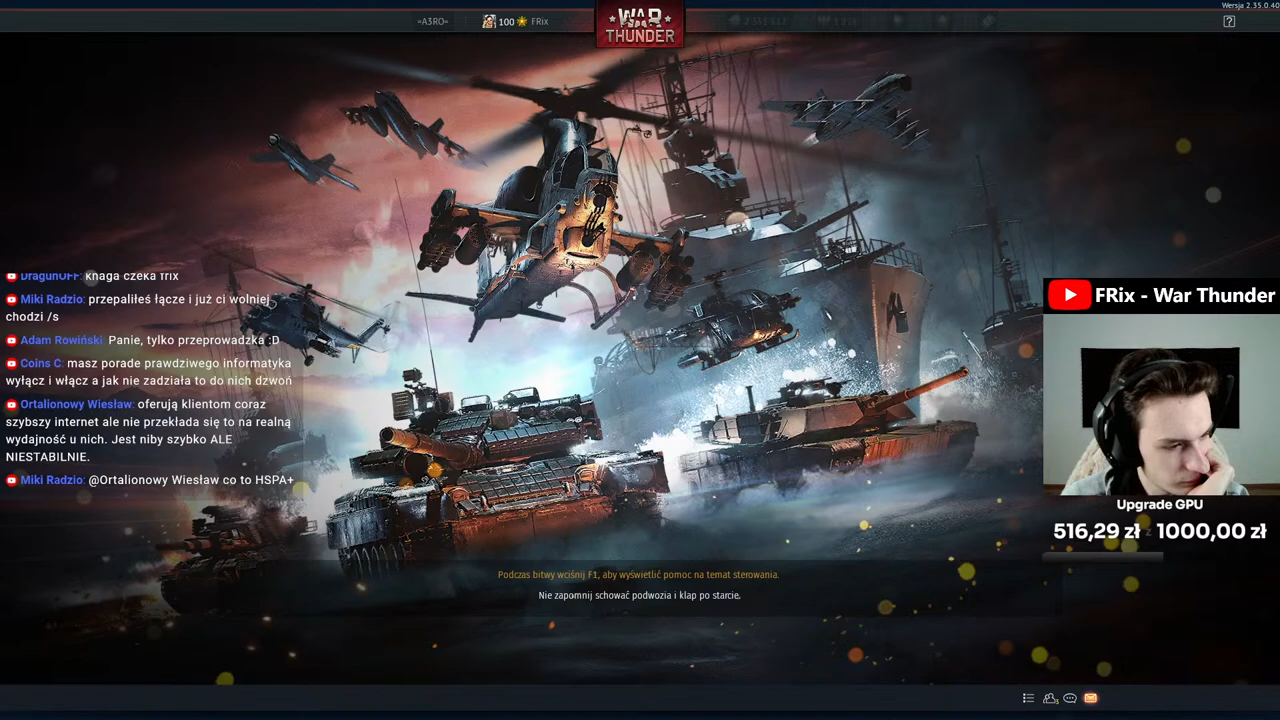 Wersja 2.35.0.40
=A3RO=
100 FRix
WAR
THUNDER
DragunOFF: knaga czeka frix
Miki Radzio: przepaliłeś łącze i już ci wolniej
chodzi /s
Adam Rowiński: Panie, tylko przeprowadzka :D
Coins C: masz porade prawdziwego informatyka
wyłącz i włącz a jak nie zadziała to do nich dzwoń
Ortalionowy Wiesław: oferują klientom coraz
szybszy internet ale nie przekłada się to na realną
wydajność u nich. Jest niby szybko ALE
NIESTABILNIE.
Miki Radzio: @Ortalionowy Wiesław co to HSPA+
FRix - War Thunder
Upgrade GPU
516,29 zł z 1000,00 zł
Podczas bitwy wciśnij F1, aby wyświetlić pomoc na temat sterowania.
Nie zapomnij schować podwozia i klap po starcie.